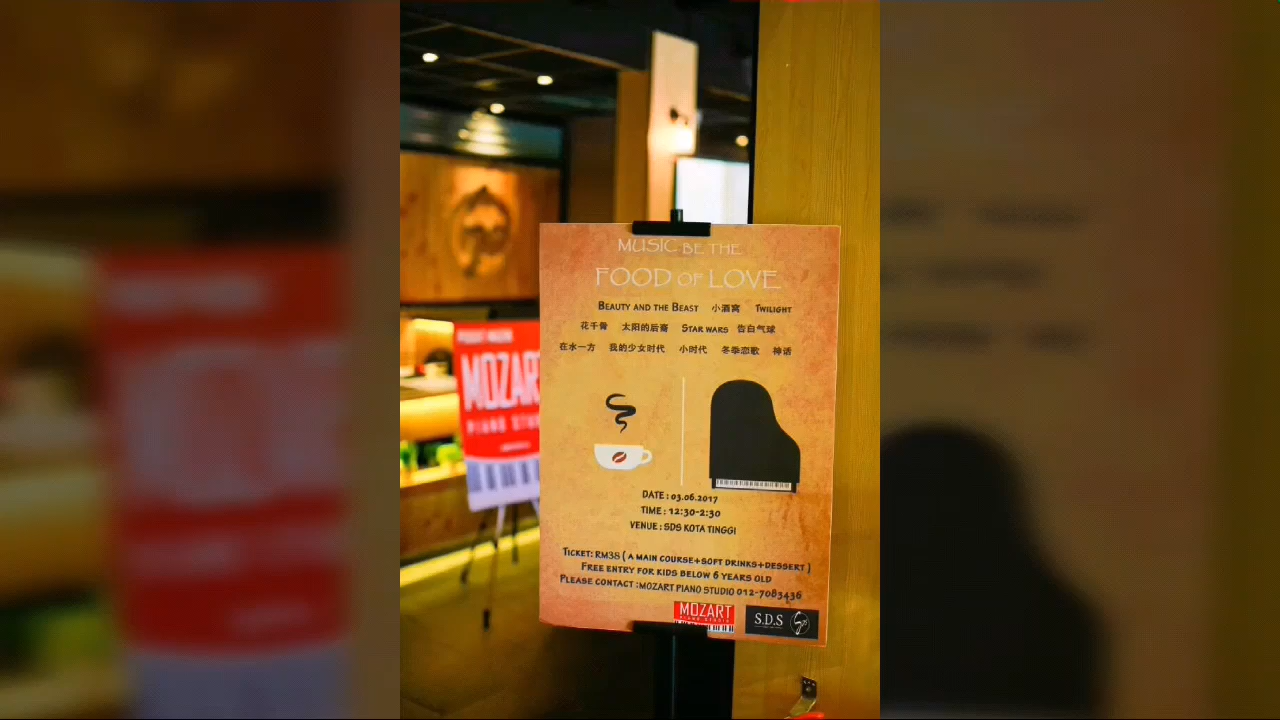 MUSIC BE THE
FOOD OF LOVE
BEAUTY AND THE BEAST 小酒窝 TWILIGHT
花千骨 太阳的后裔 STAR WARS 告白气球
在水一方 我的少女时代 小时代 冬季恋歌 神话
DATE : 03.06.2017
TIME : 12:30-2:30
VENUE : SDS KOTA TINGGI
TICKET: RM38 ( A MAIN COURSE+SOFT DRINKS+DESSERT )
FREE ENTRY FOR KIDS BELOW 6 YEARS OLD
PLEASE CONTACT :MOZART PIANO STUDIO 012-7083436
MOZART
PIANO STUDIO
S.D.S
MOZART
PIANO STU